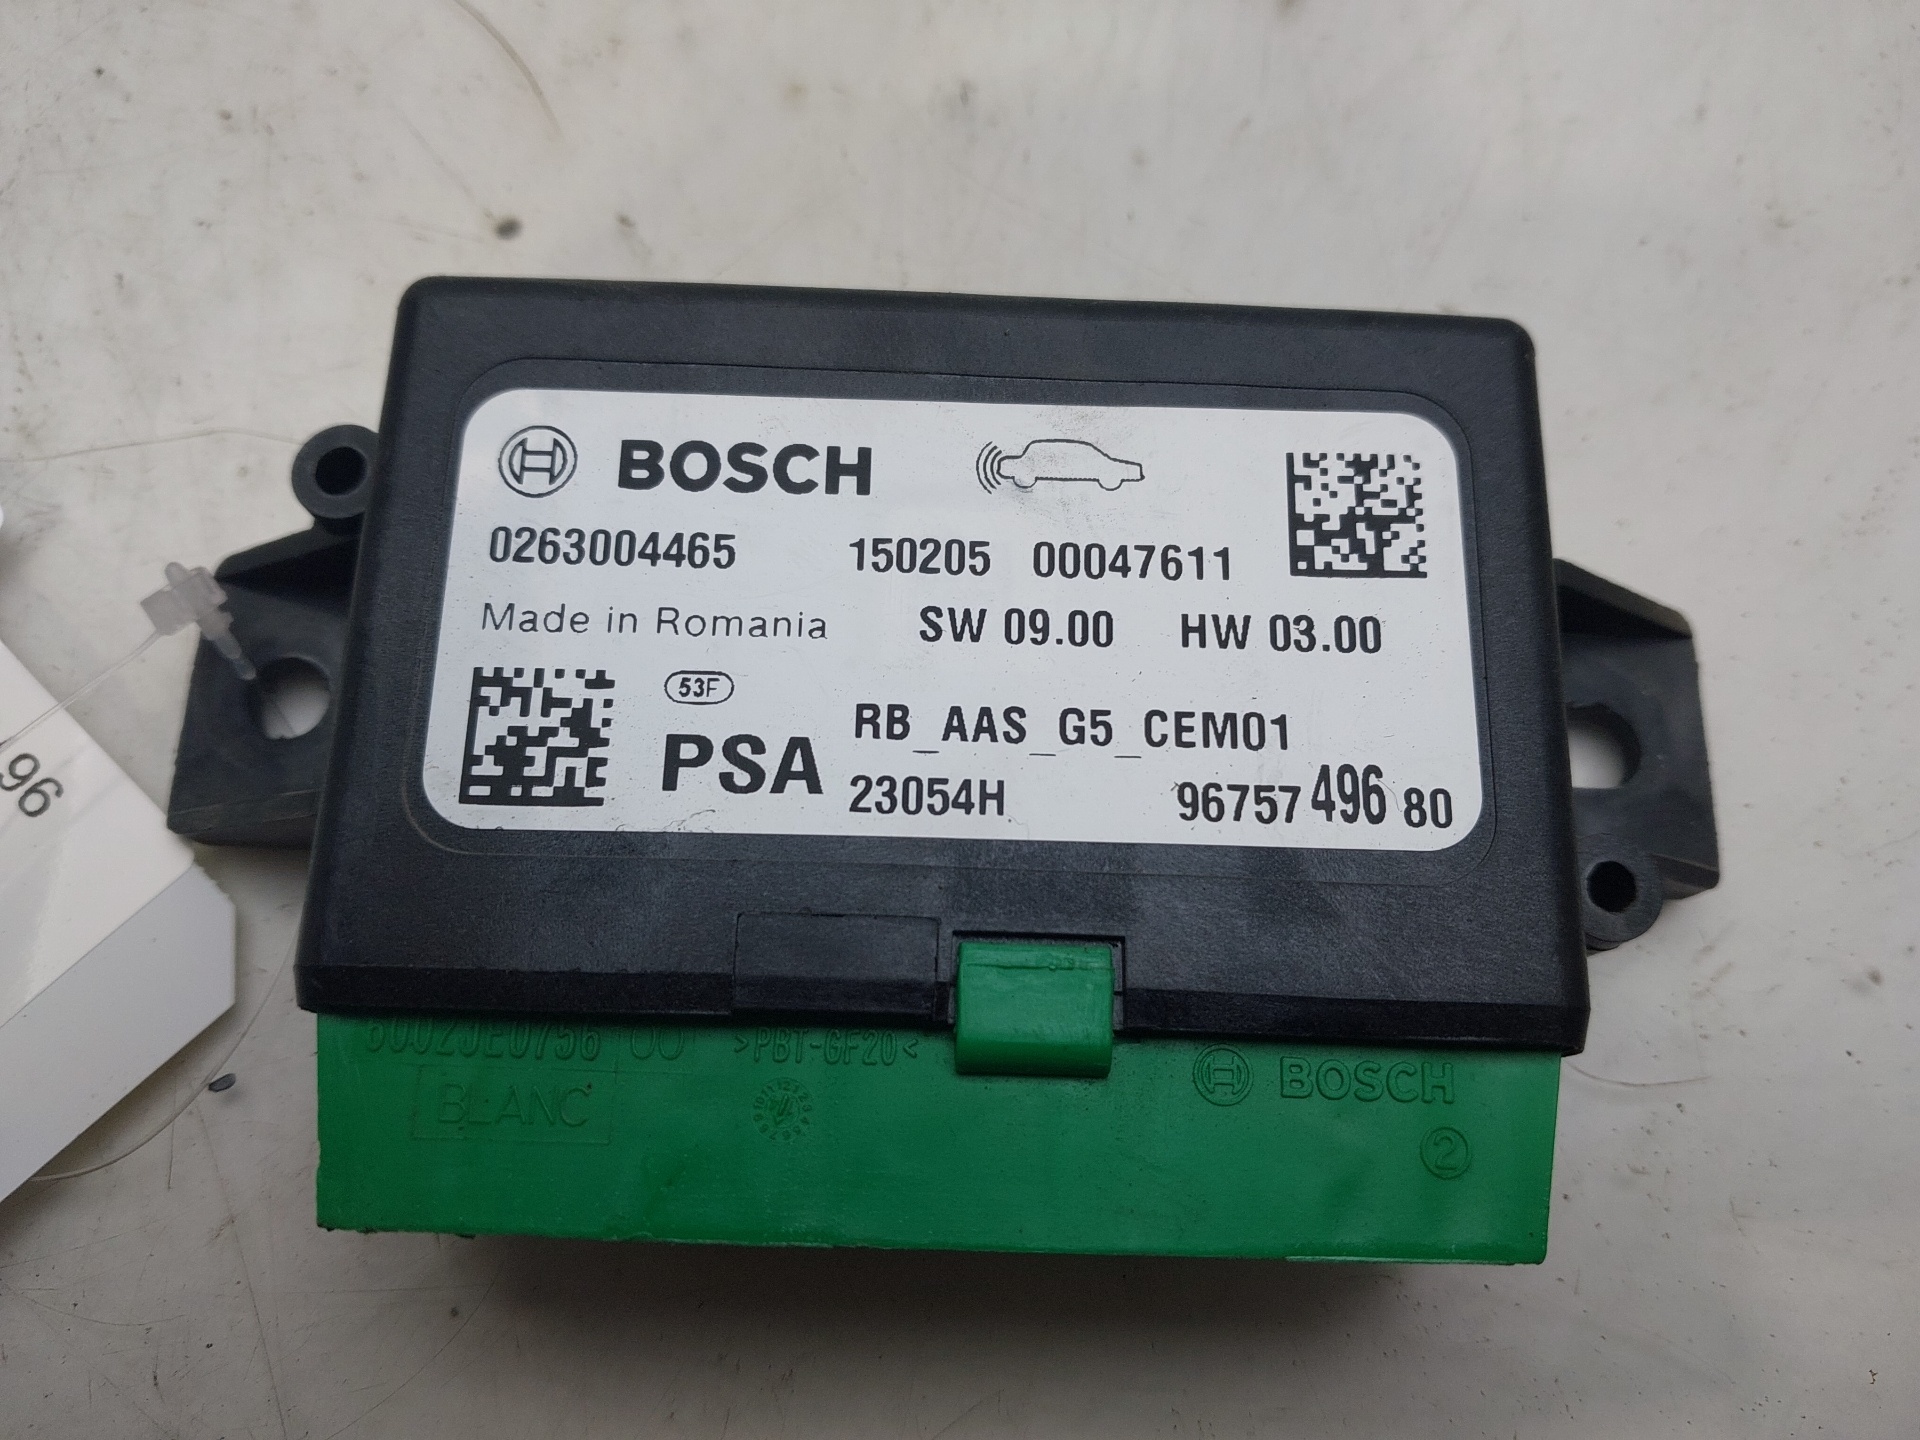 BOSCH
0263004465 150205 00047611
Made in Romania SW 09.00 HW 03.00
53F
PSA RB_AAS_G5_CEM01
23054H 96757 496 80
>PBT-GF20<
BLANC
BOSCH
2
96